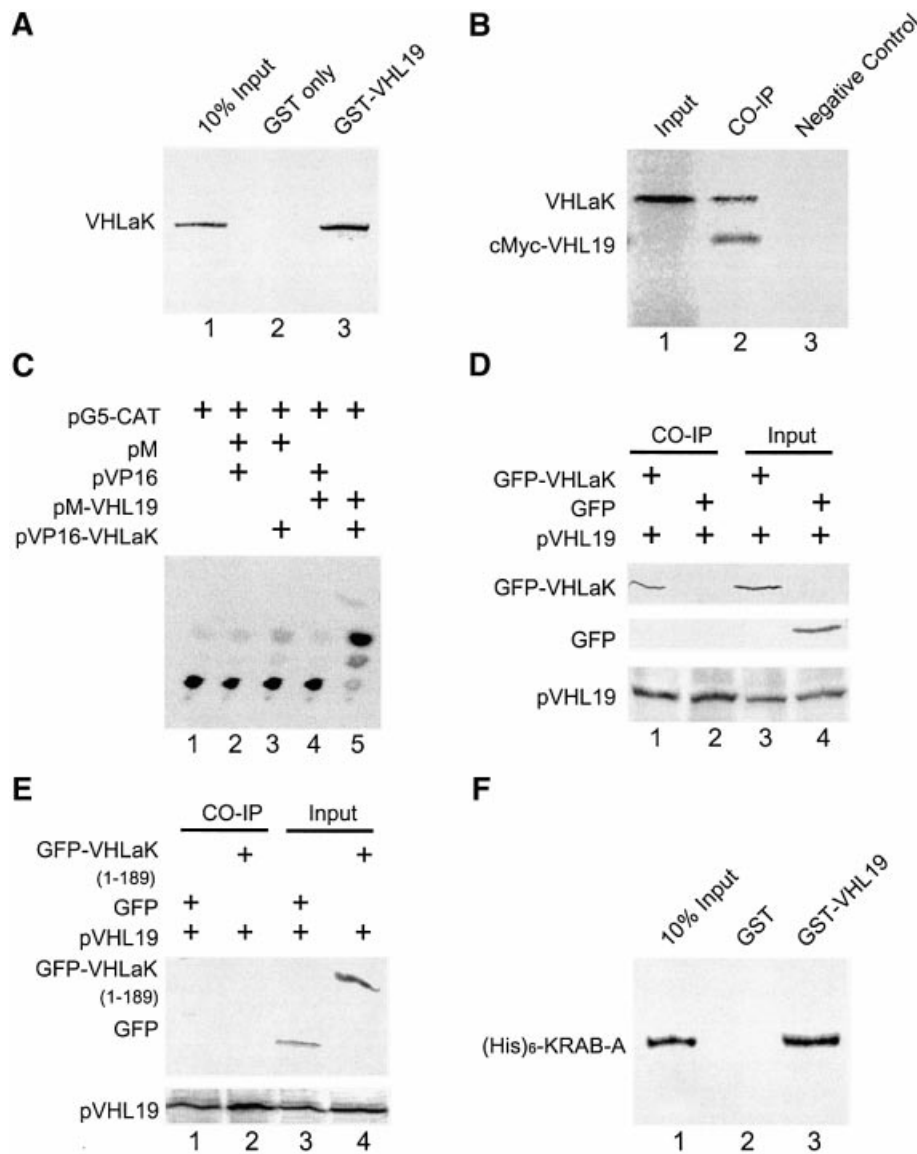 A
10% Input
GST only
GST-VHL19
VHLaK
1 2 3
B
Input
CO-IP
Negative Control
VHLaK
cMyc-VHL19
1 2 3
C
pG5-CAT + + + + +
pM + +
pVP16 + +
pM-VHL19 + +
pVP16-VHLaK + +
1 2 3 4 5
D
CO-IP Input
GFP-VHLaK + +
GFP + +
pVHL19 + + + +
GFP-VHLaK
GFP
pVHL19
1 2 3 4
E
CO-IP Input
GFP-VHLaK + +
(1-189)
GFP + +
pVHL19 + + + +
GFP-VHLaK
(1-189)
GFP
pVHL19
1 2 3 4
F
10% Input
GST
GST-VHL19
(His)6-KRAB-A
1 2 3